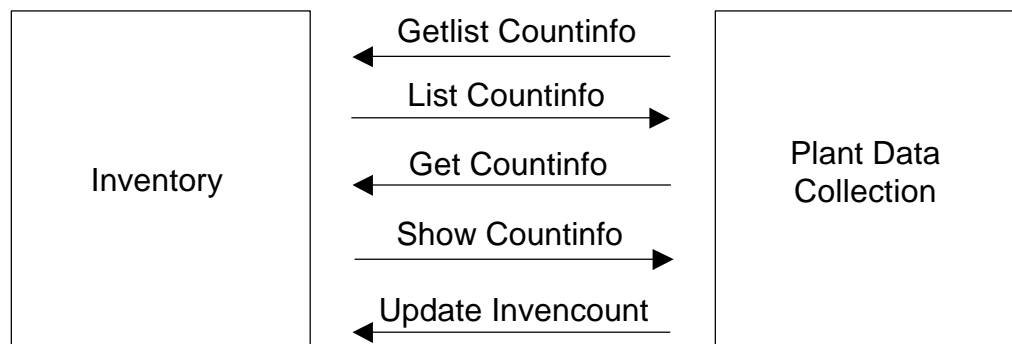 Getlist Countinfo
List Countinfo
Get Countinfo
Show Countinfo
Update Invencount
Inventory
Plant Data
Collection